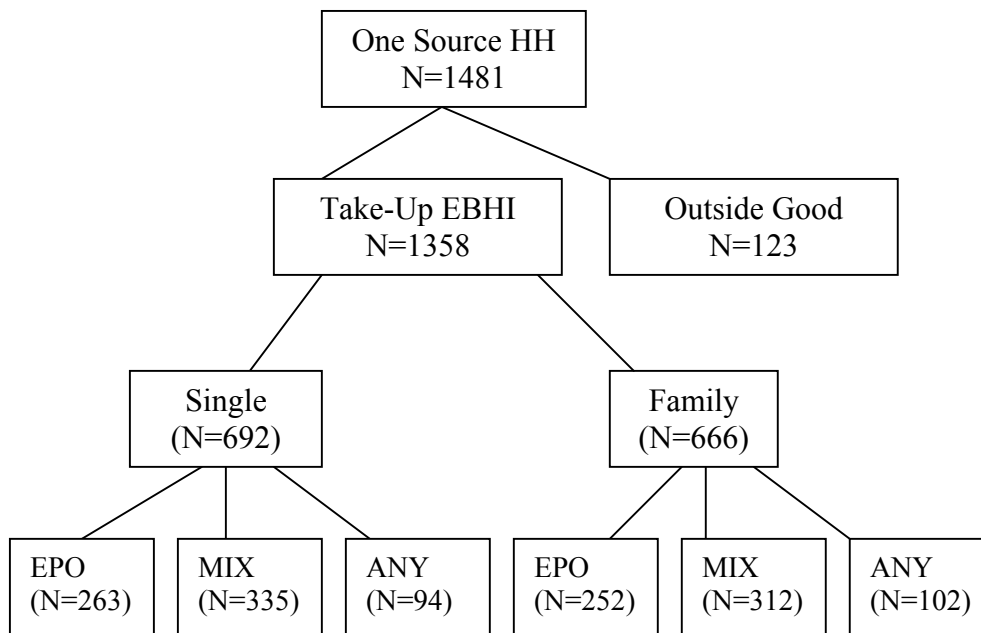 One Source HH
N=1481
Take-Up EBHI
N=1358
Outside Good
N=123
Single
(N=692)
Family
(N=666)
EPO
(N=263)
MIX
(N=335)
ANY
(N=94)
EPO
(N=252)
MIX
(N=312)
ANY
(N=102)